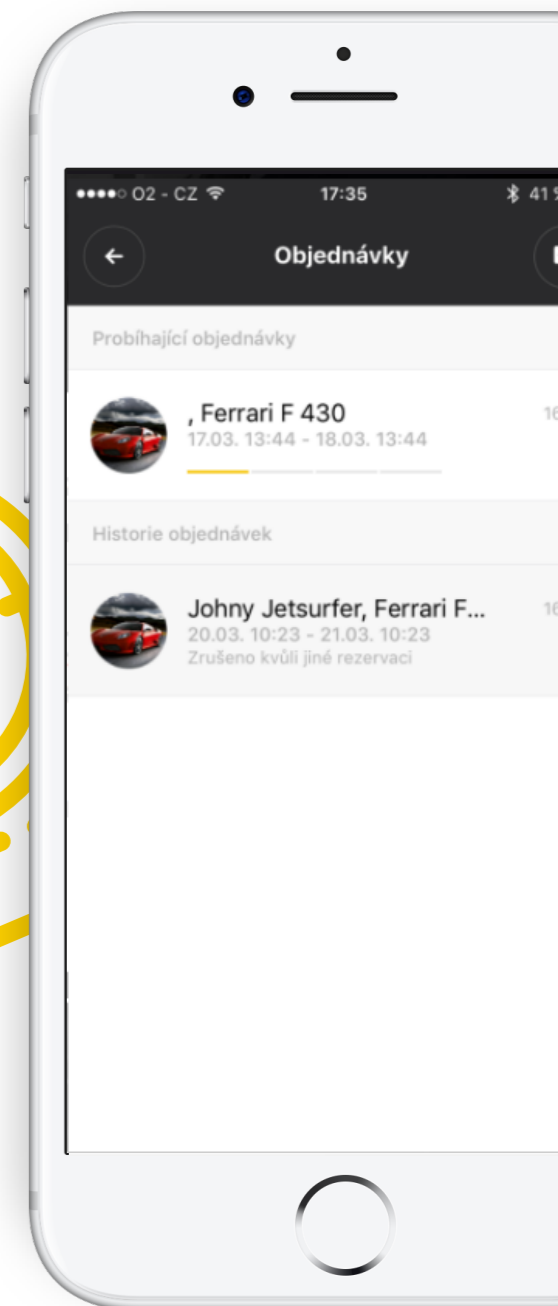 O2 - CZ 17:35 41
Objednávky
Probíhající objednávky
, Ferrari F 430
17.03. 13:44 - 18.03. 13:44
Historie objednávek
Johny Jetsurfer, Ferrari F...
20.03. 10:23 - 21.03. 10:23
Zrušeno kvůli jiné rezervaci